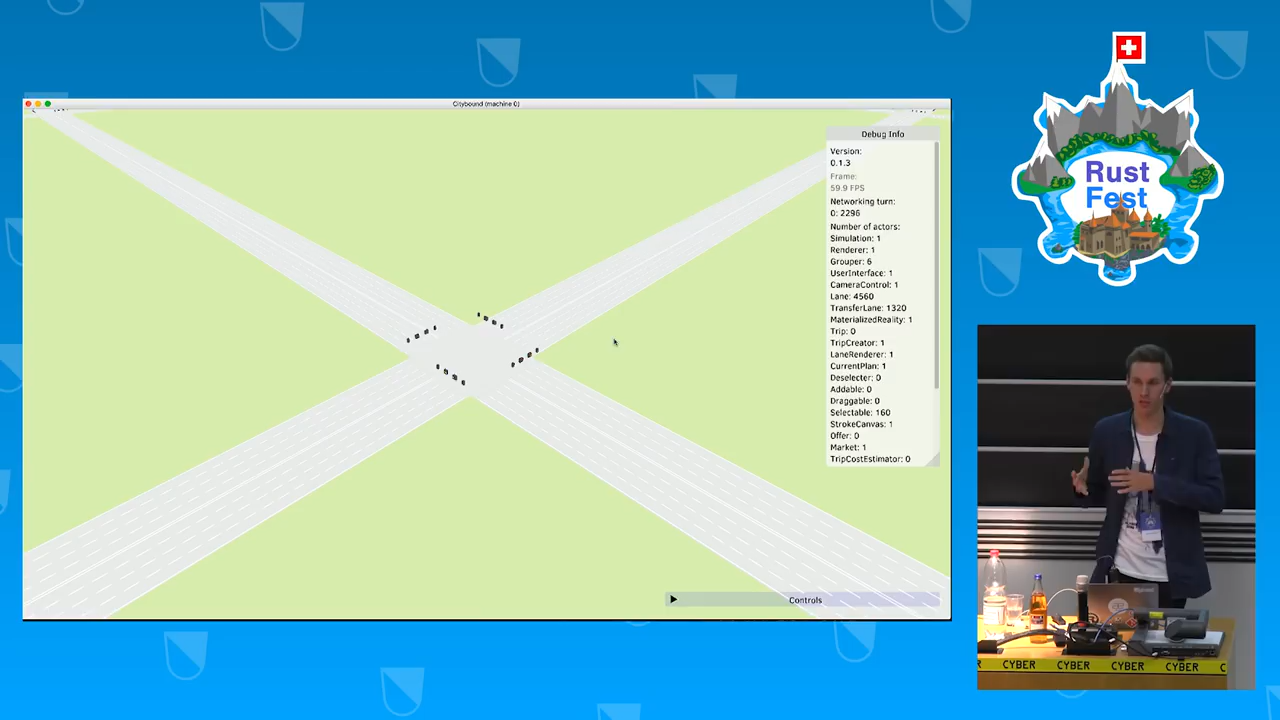 Citybound (machine 0)
Debug Info
Version:
0.1.3
Frame:
59.9 FPS
Networking turn:
0: 2296
Number of actors:
Simulation: 1
Renderer: 1
Grouper: 6
UserInterface: 1
CameraControl: 1
Lane: 4560
TransferLane: 1320
MaterializedReality: 1
Trip: 0
TripCreator: 1
LaneRenderer: 1
CurrentPlan: 1
Deselecter: 0
Addable: 0
Draggable: 0
Selectable: 160
StrokeCanvas: 1
Offer: 0
Market: 1
TripCostEstimator: 0
Controls
Rust
Fest
R CYBER CYBER CYBER CYBER C